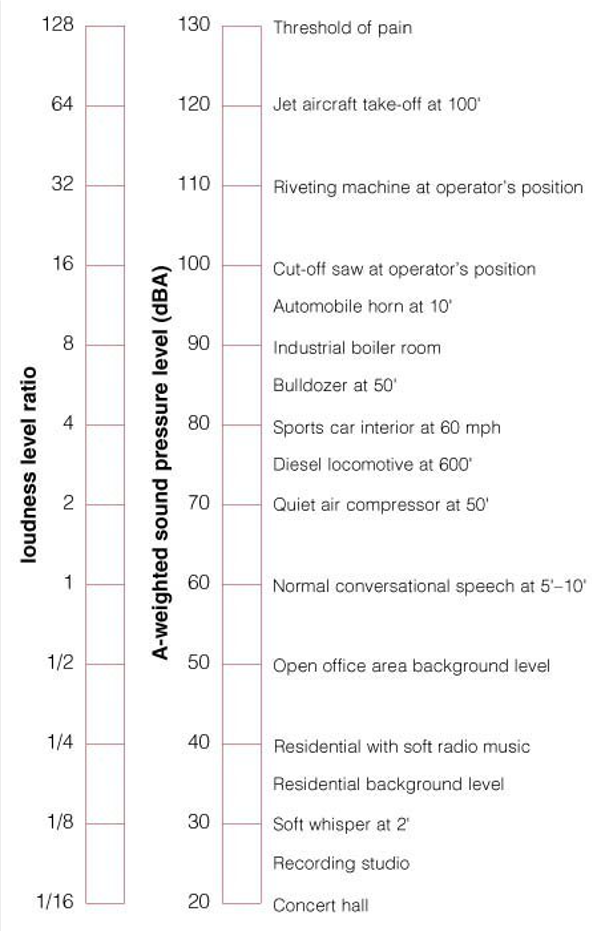 128 130 Threshold of pain
64 120 Jet aircraft take-off at 100'
32 110 Riveting machine at operator's position
16 100 Cut-off saw at operator's position
Automobile horn at 10'
8 90 Industrial boiler room
Bulldozer at 50'
4 80 Sports car interior at 60 mph
Diesel locomotive at 600'
2 70 Quiet air compressor at 50'
1 60 Normal conversational speech at 5'–10'
1/2 50 Open office area background level
1/4 40 Residential with soft radio music
Residential background level
1/8 30 Soft whisper at 2'
Recording studio
1/16 20 Concert hall
loudness level ratio
A-weighted sound pressure level (dBA)